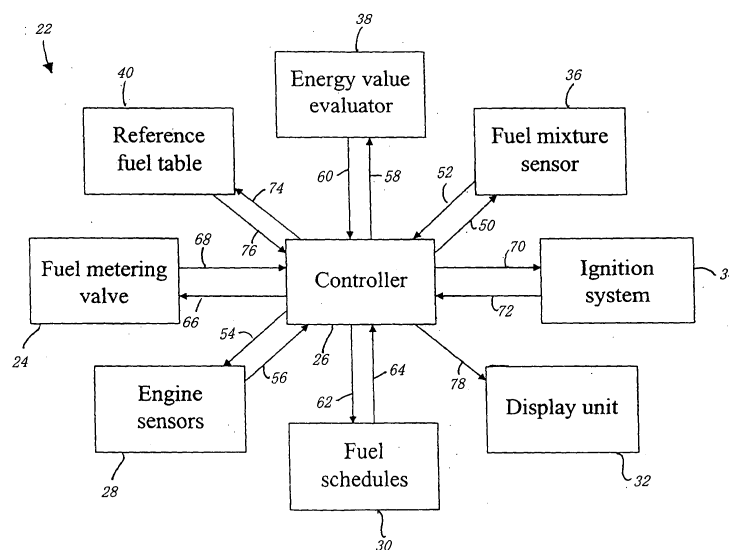 22
38
Energy value
evaluator
40
Reference
fuel table
36
Fuel mixture
sensor
60
58
52
50
74
76
68
Fuel metering
valve
66
24
Controller
26
70
72
Ignition
system
54
56
Engine
sensors
28
62
64
78
Fuel
schedules
30
Display unit
32